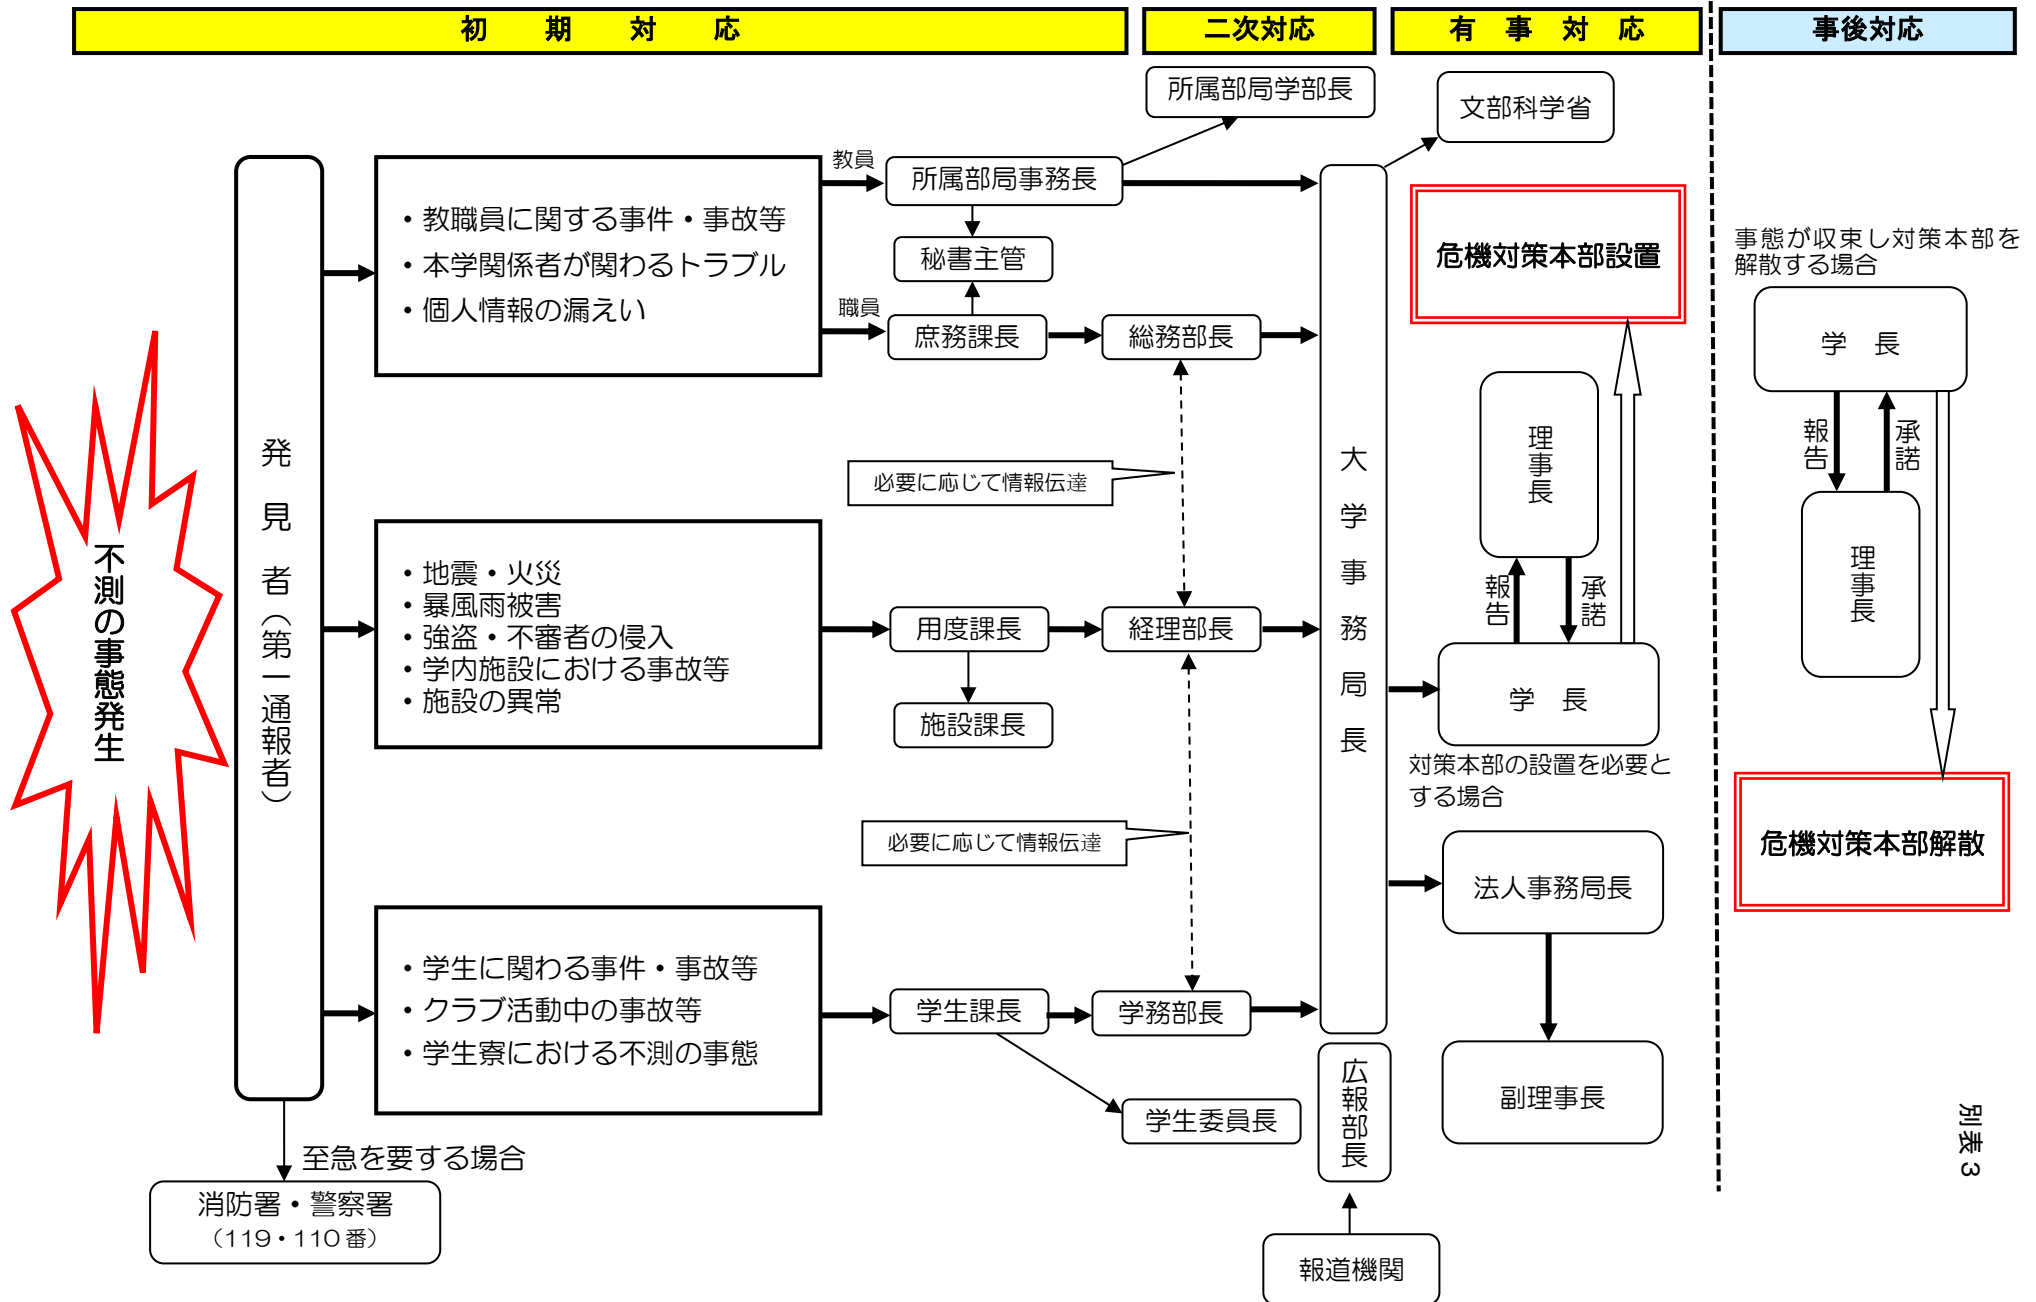 初期対応
二次対応
有事対応
事後対応
所属部局学部長
文部科学省
教員
所属部局事務長
・教職員に関する事件・事故等
・本学関係者が関わるトラブル
・個人情報の漏えい
秘書主管
職員
庶務課長
総務部長
危機対策本部設置
事態が収束し対策本部を
解散する場合
学 長
報告
承諾
理事長
危機対策本部解散
不測の事態発生
発見者（第一通報者）
必要に応じて情報伝達
・地震・火災
・暴風雨被害
・強盗・不審者の侵入
・学内施設における事故等
・施設の異常
用度課長
経理部長
施設課長
大学事務局長
理事長
報告
承諾
学 長
対策本部の設置を必要と
する場合
必要に応じて情報伝達
法人事務局長
副理事長
・学生に関わる事件・事故等
・クラブ活動中の事故等
・学生寮における不測の事態
学生課長
学務部長
学生委員長
広報部長
報道機関
至急を要する場合
消防署・警察署
（119・110番）
別表3